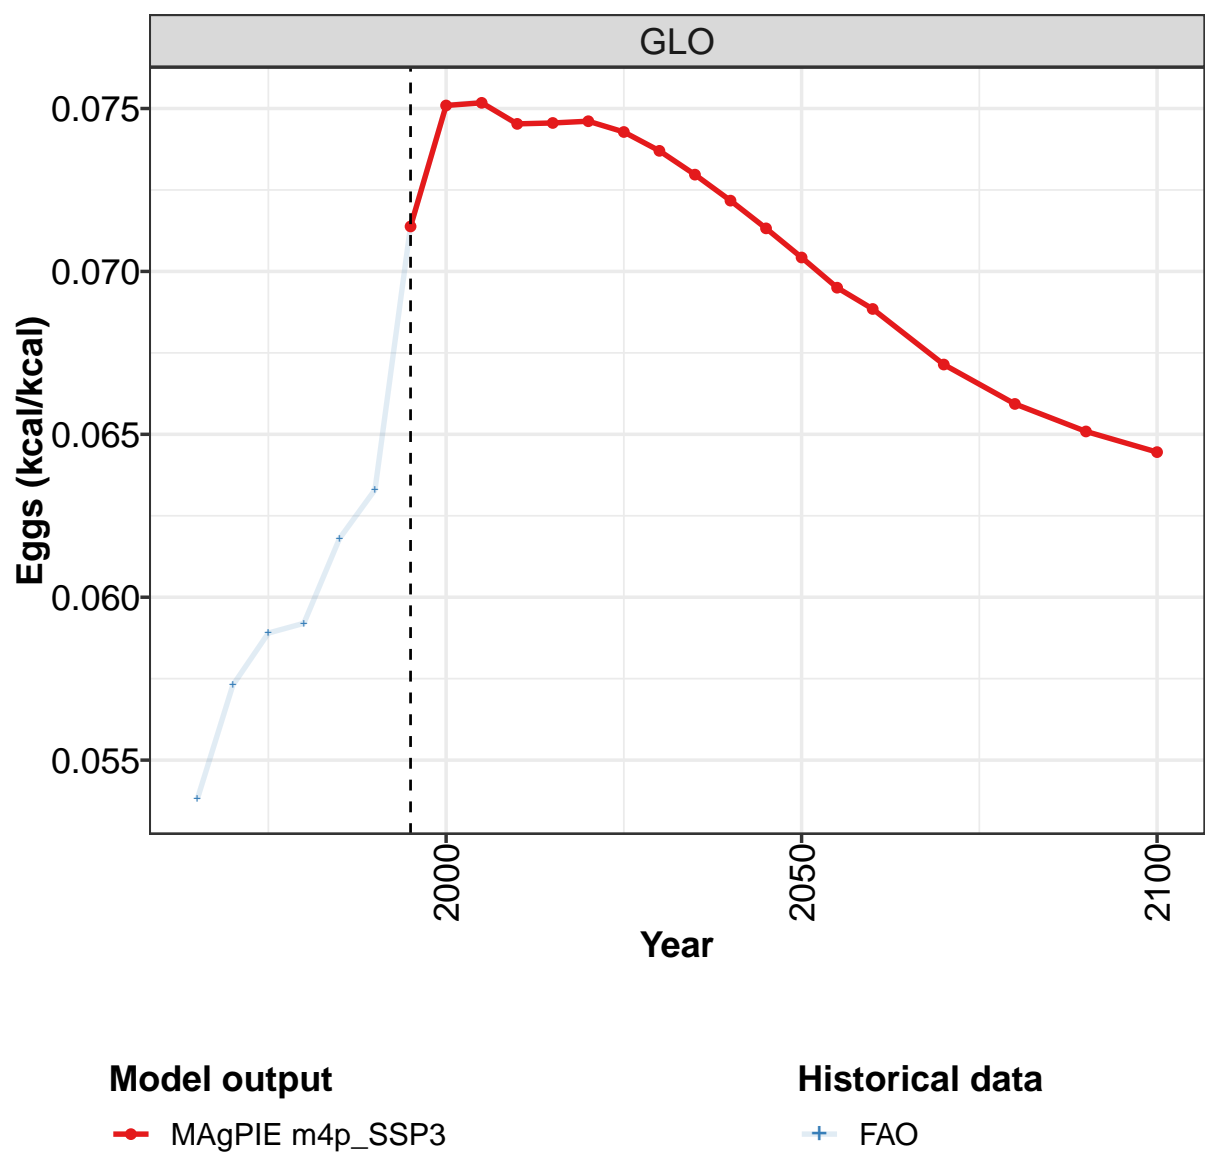 GLO
0.075
0.070
0.065
0.060
0.055
Eggs (kcal/kcal)
2000
2050
2100
Year
Model output
MAgPIE m4p_SSP3
Historical data
FAO